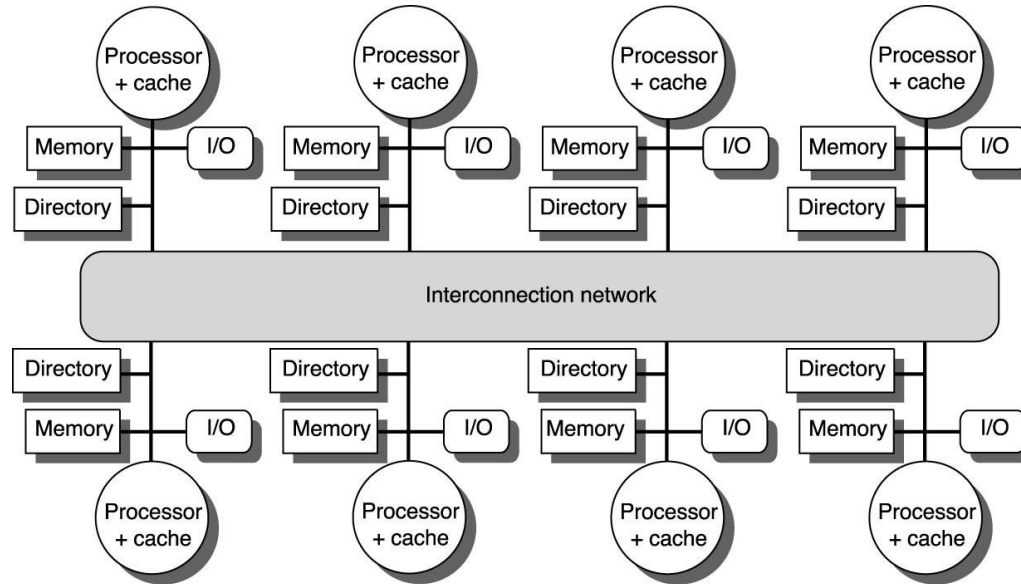 Processor
+ cache
Processor
+ cache
Processor
+ cache
Processor
+ cache
Memory
I/O
Memory
I/O
Memory
I/O
Memory
I/O
Directory
Directory
Directory
Directory
Interconnection network
Directory
Directory
Directory
Directory
Memory
I/O
Memory
I/O
Memory
I/O
Memory
I/O
Processor
+ cache
Processor
+ cache
Processor
+ cache
Processor
+ cache